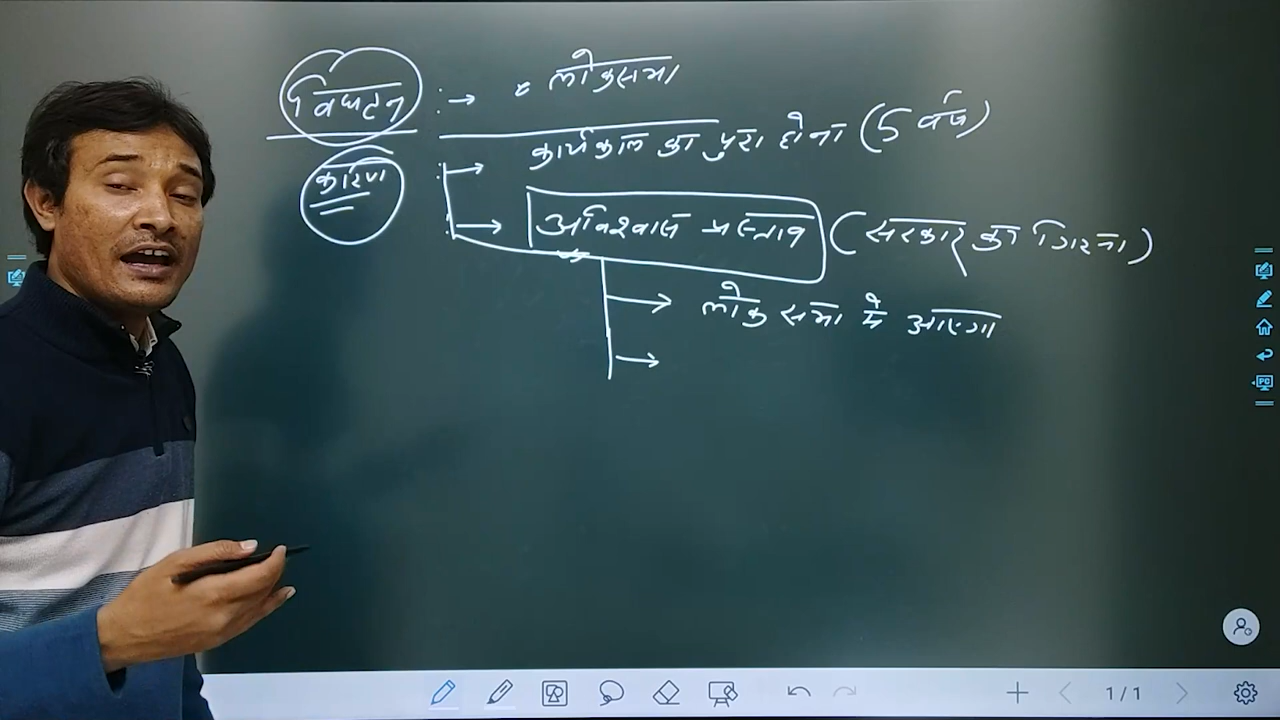 विघटन :→ * लोकसभा
कारण
:→ कार्यकाल का पुरा होना (5 वर्ष)
:→ अविश्वास प्रस्ताव (सरकार का गिरना)
→ लोक सभा में आएगा
→
1/1